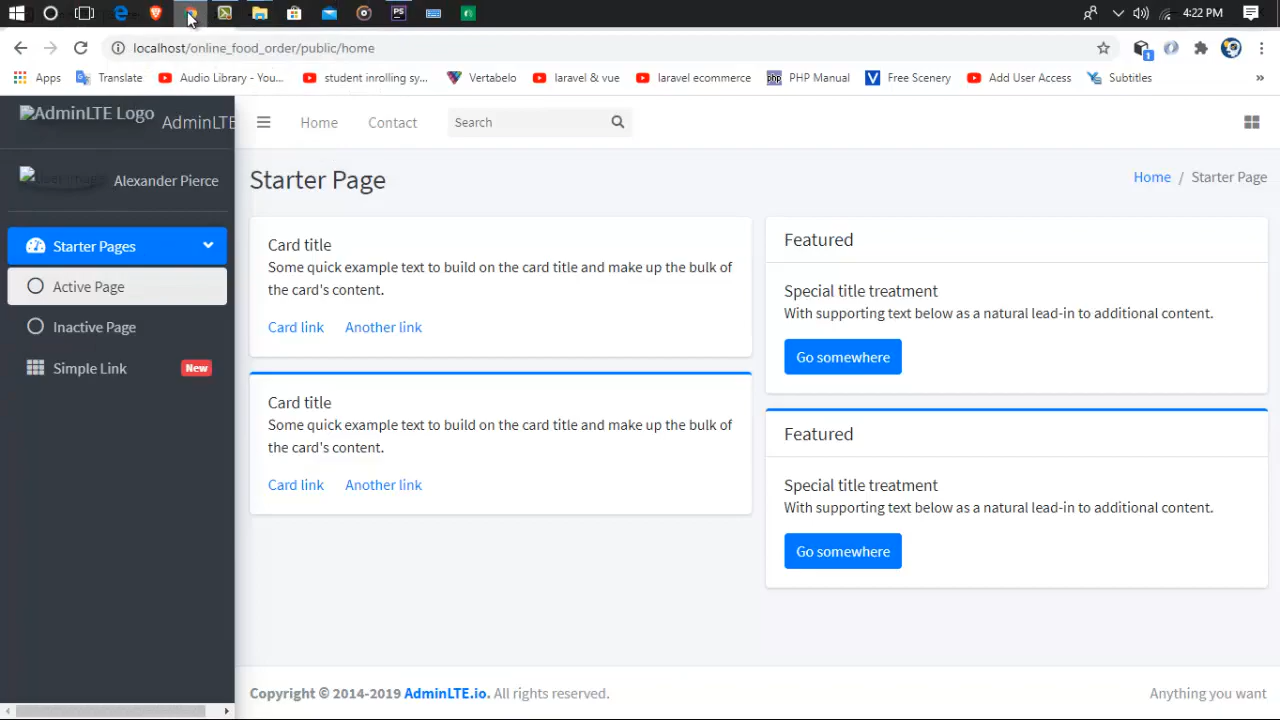 PS
4:22 PM
localhost/online_food_order/public/home
1
Apps
Translate
Audio Library - You...
student inrolling sy...
Vertabelo
laravel & vue
laravel ecommerce
php
PHP Manual
V
Free Scenery
Add User Access
Subtitles
»
AdminLTE Logo
AdminLTE
Home
Contact
Search
Alexander Pierce
Starter Page
Home / Starter Page
Starter Pages
Active Page
Inactive Page
Simple Link
New
Card title
Some quick example text to build on the card title and make up the bulk of
the card's content.
Card link
Another link
Card title
Some quick example text to build on the card title and make up the bulk of
the card's content.
Card link
Another link
Featured
Special title treatment
With supporting text below as a natural lead-in to additional content.
Go somewhere
Featured
Special title treatment
With supporting text below as a natural lead-in to additional content.
Go somewhere
Copyright © 2014-2019 AdminLTE.io. All rights reserved.
Anything you want